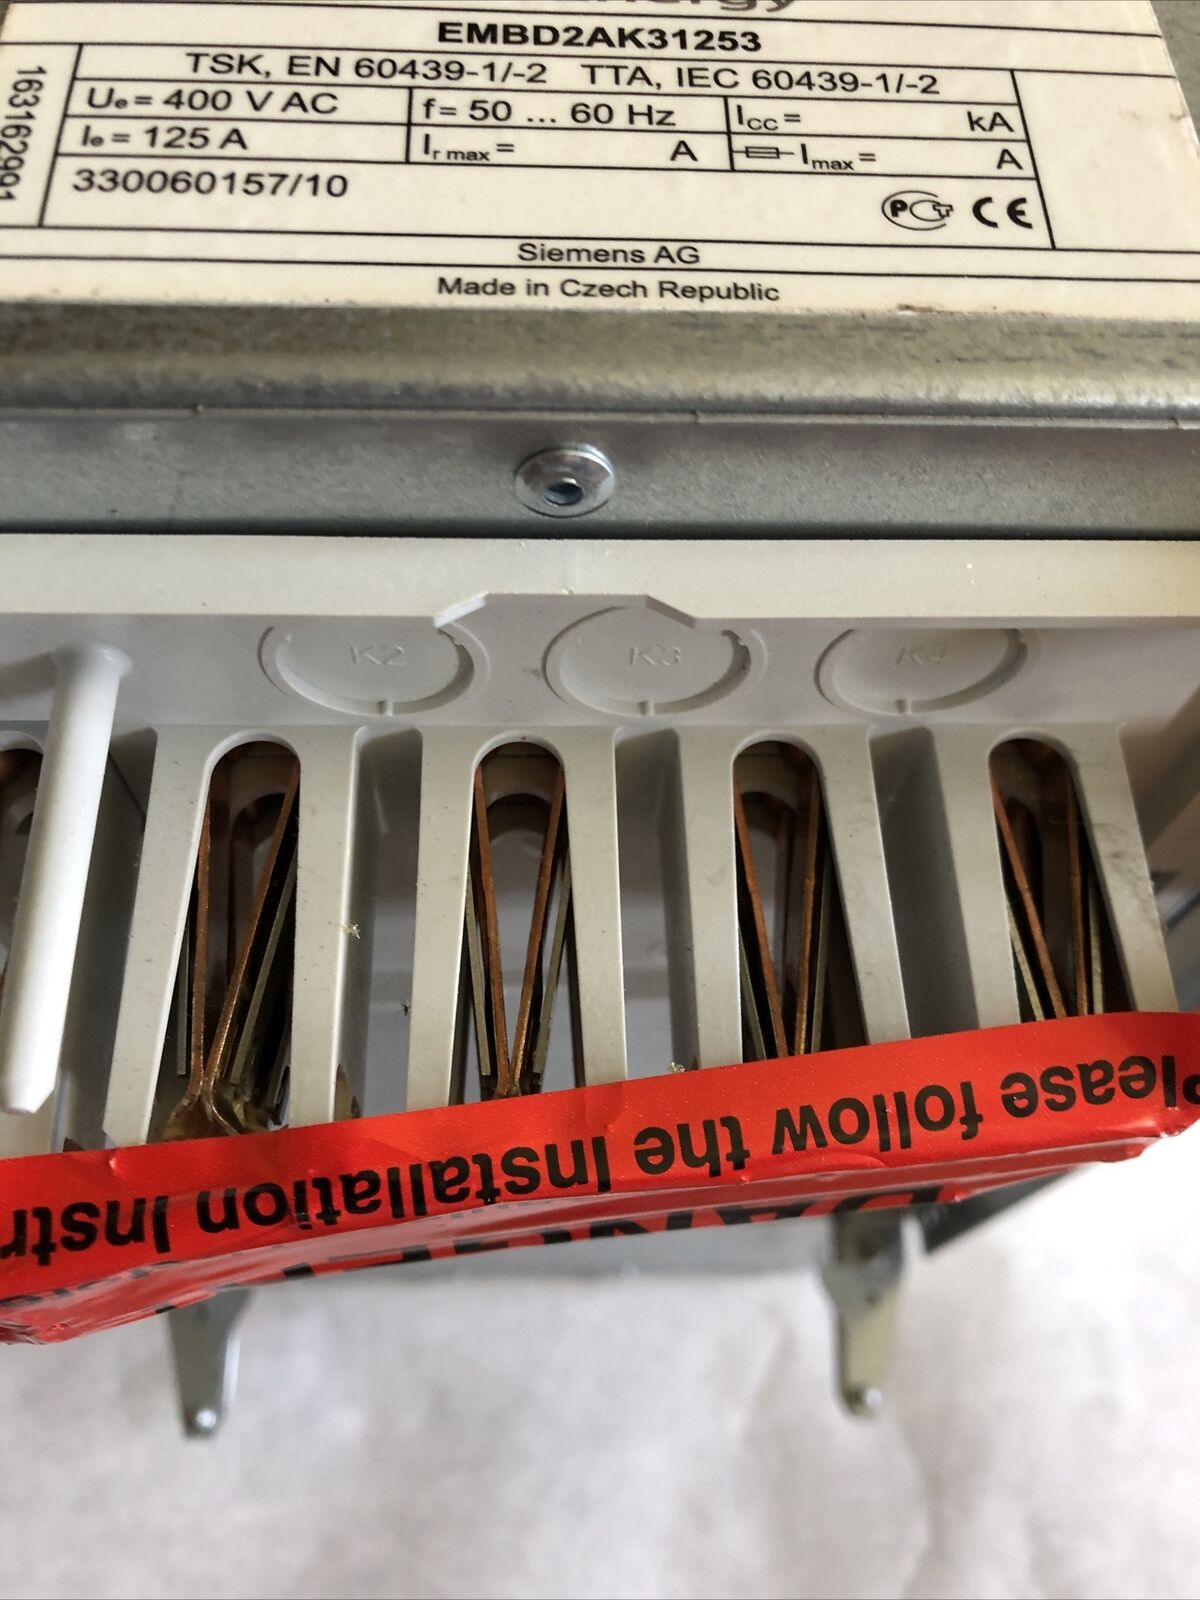 EMBD2AK31253
TSK, EN 60439-1/-2 TTA, IEC 60439-1/-2
Ue = 400 V AC f= 50 ... 60 Hz Icc= kA
Ie = 125 A Ir max = A Imax = A
330060157/10
PCT CE
Siemens AG
Made in Czech Republic
K2 K3 K4
Please follow the Installation